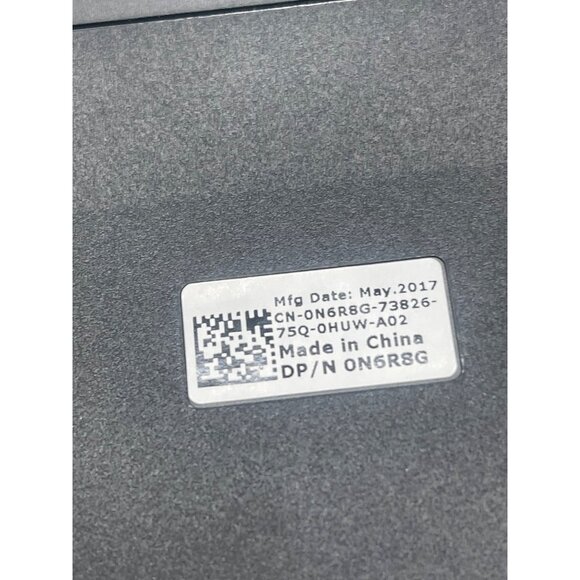 Mfg Date: May.2017
CN-0N6R8G-73826-
75Q-0HUW-A02
Made in China
DP/N 0N6R8G